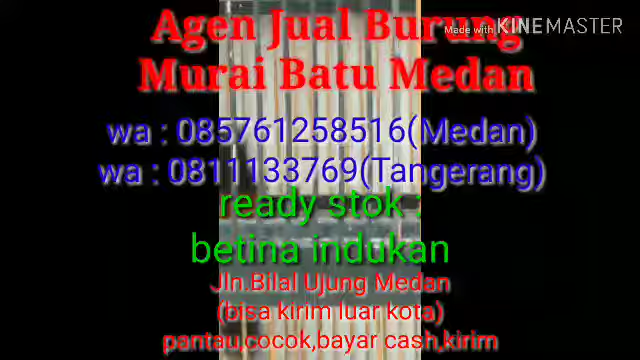 Agen Jual Burung
Made with KINEMASTER
Murai Batu Medan
wa : 085761258516(Medan)
wa : 0811133769(Tangerang)
ready stok :
betina indukan
Jln.Bilal Ujung Medan
(bisa kirim luar kota)
pantau,cocok,bayar cash,kirim